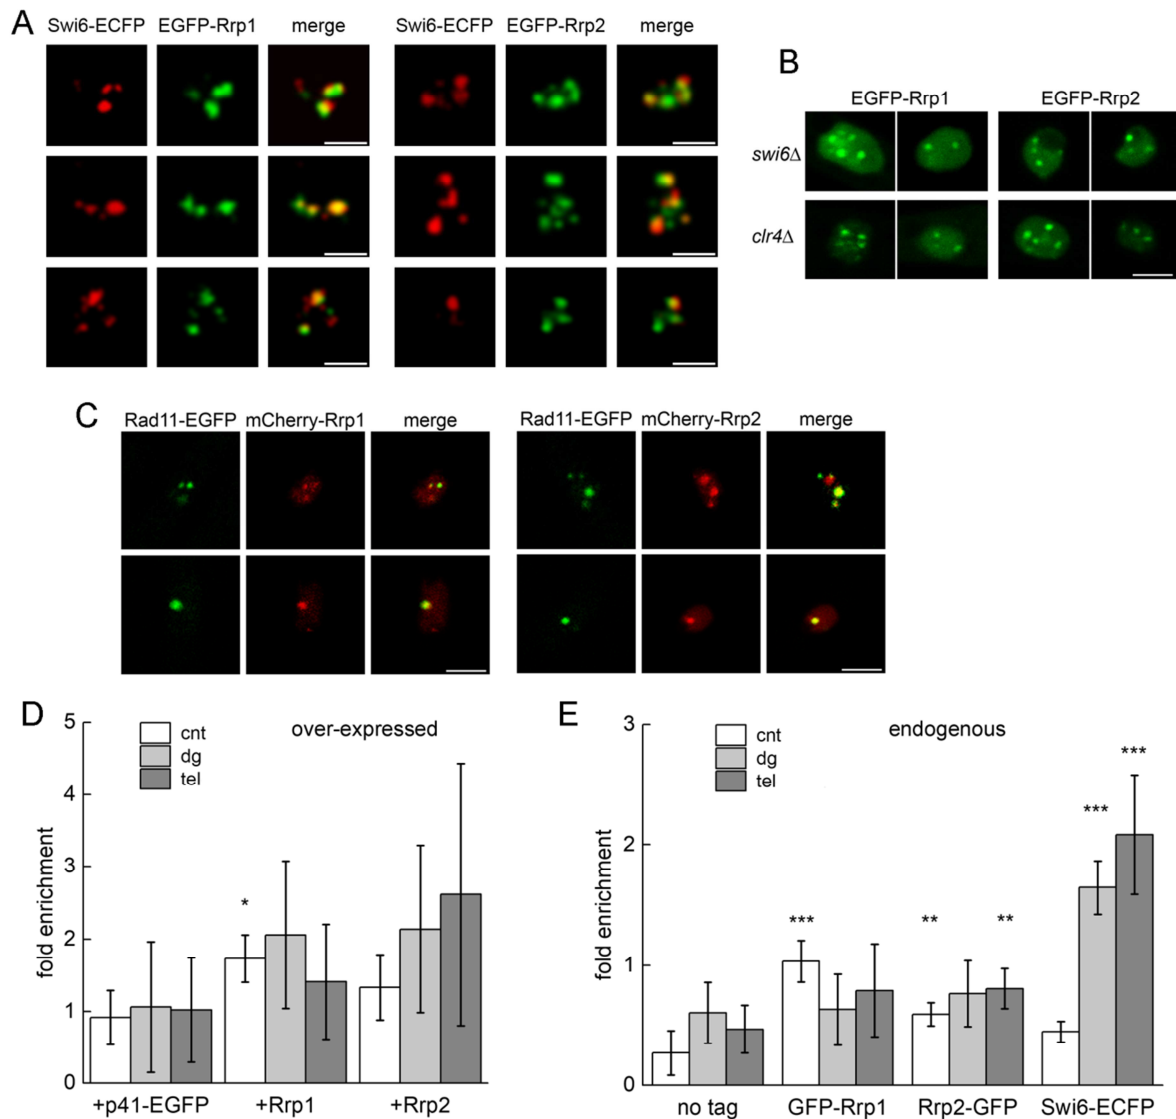 A
Swi6-ECFP EGFP-Rrp1 merge Swi6-ECFP EGFP-Rrp2 merge
B
EGFP-Rrp1 EGFP-Rrp2
swi6Δ
clr4Δ
C
Rad11-EGFP mCherry-Rrp1 merge Rad11-EGFP mCherry-Rrp2 merge
D
over-expressed
cnt
dg
tel
fold enrichment
5
4
3
2
1
0
*
+p41-EGFP +Rrp1 +Rrp2
E
endogenous
cnt
dg
tel
fold enrichment
3
2
1
0
*** ** ** *** ***
no tag GFP-Rrp1 Rrp2-GFP Swi6-ECFP